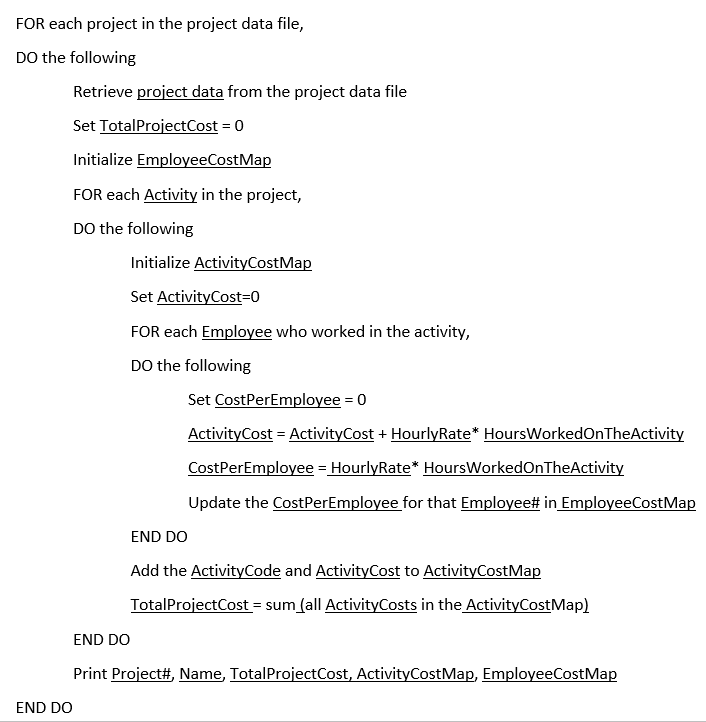 FOR each project in the project data file,
DO the following
Retrieve project data from the project data file
Set TotalProjectCost = 0
Initialize EmployeeCostMap
FOR each Activity in the project,
DO the following
Initialize ActivityCostMap
Set ActivityCost=0
FOR each Employee who worked in the activity,
DO the following
Set CostPerEmployee = 0
ActivityCost = ActivityCost + HourlyRate* HoursWorkedOnTheActivity
CostPerEmployee = HourlyRate* HoursWorkedOnTheActivity
Update the CostPerEmployee for that Employee# in EmployeeCostMap
END DO
Add the ActivityCode and ActivityCost to ActivityCostMap
TotalProjectCost = sum (all ActivityCosts in the ActivityCostMap)
END DO
Print Project#, Name, TotalProjectCost, ActivityCostMap, EmployeeCostMap
END DO